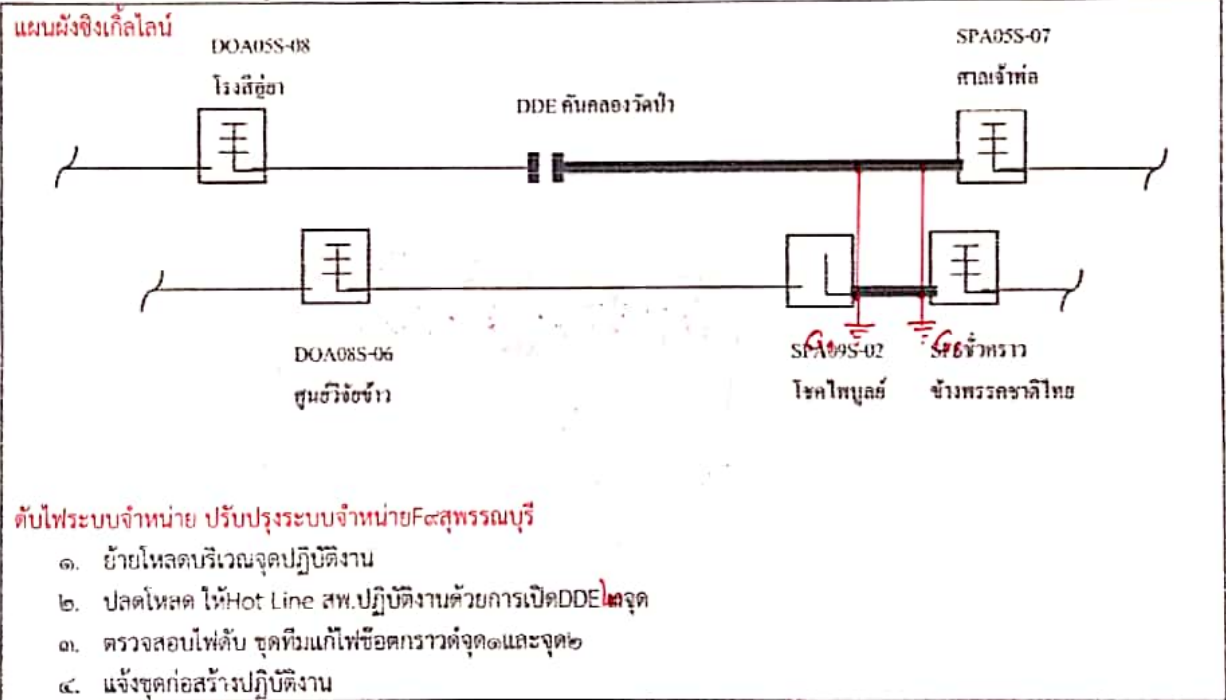 แผนผังซิงเกิ้ลไลน์
DOA05S-08
โรงสีอู่ยา
SPA05S-07
ศาลเจ้าพ่อ
DDE คันคลองวัดป่า
DOA08S-06
ศูนย์วิจัยข้าว
SPA09S-02
โชคไพบูลย์
ชั่วคราว
ข้างพรรคชาติไทย
ดับไฟระบบจำหน่าย ปรับปรุงระบบจำหน่ายF๙สุพรรณบุรี
๑. ย้ายโหลดบริเวณจุดปฏิบัติงาน
๒. ปลดโหลด ให้Hot Line สพ.ปฏิบัติงานด้วยการเปิดDDE จุด
๓. ตรวจสอบไฟดับ ชุดทีมแก้ไฟช๊อตกราวด์จุด๑และจุด๒
๔. แจ้งชุดก่อสร้างปฏิบัติงาน